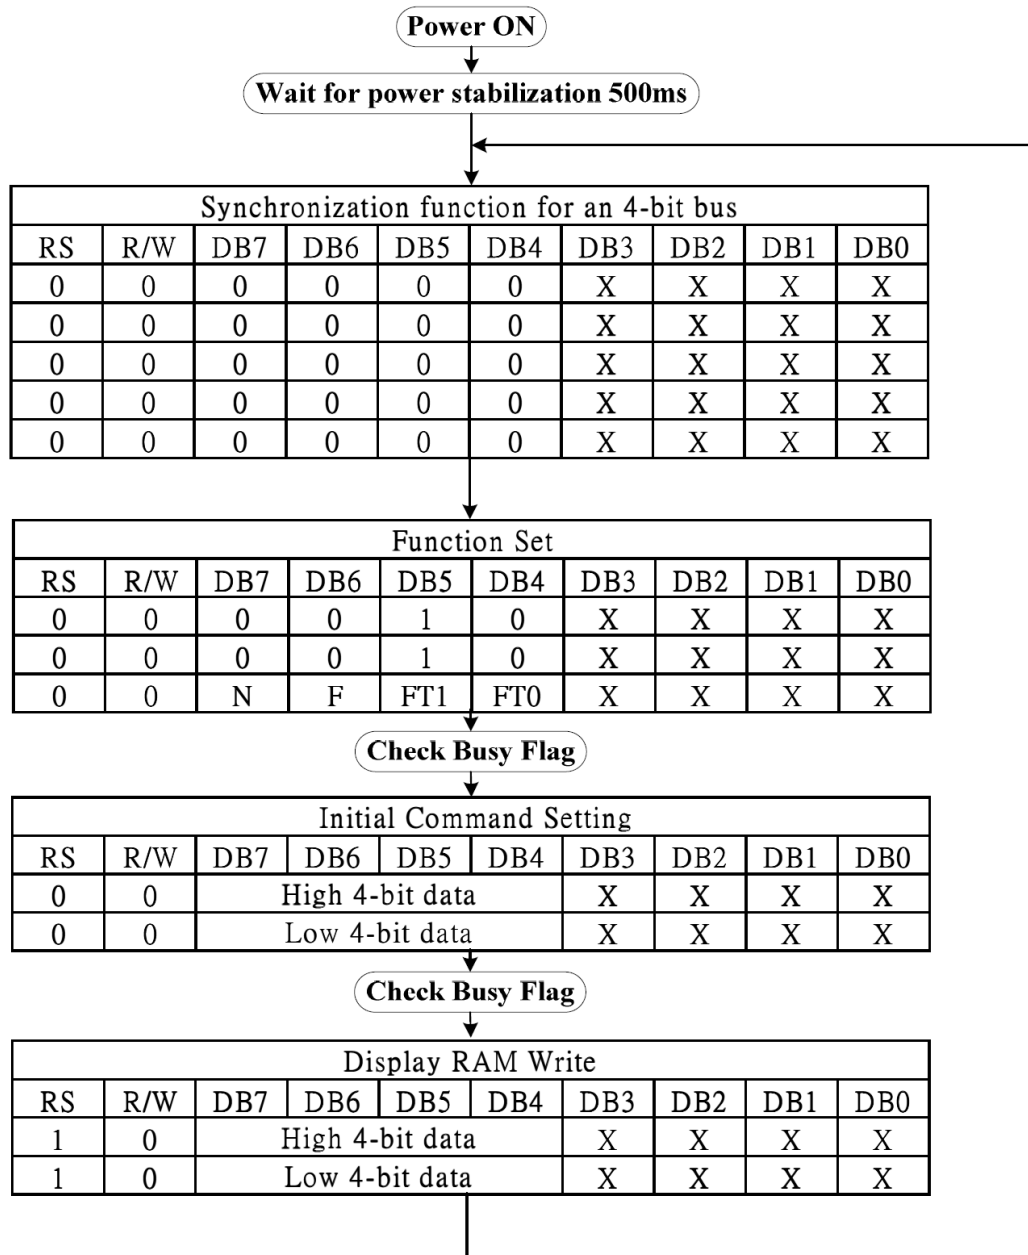 Power ON
Wait for power stabilization 500ms
Synchronization function for an 4-bit bus
RS R/W DB7 DB6 DB5 DB4 DB3 DB2 DB1 DB0
0 0 0 0 0 0 X X X X
0 0 0 0 0 0 X X X X
0 0 0 0 0 0 X X X X
0 0 0 0 0 0 X X X X
0 0 0 0 0 0 X X X X
Function Set
RS R/W DB7 DB6 DB5 DB4 DB3 DB2 DB1 DB0
0 0 0 0 1 0 X X X X
0 0 0 0 1 0 X X X X
0 0 N F FT1 FT0 X X X X
Check Busy Flag
Initial Command Setting
RS R/W DB7 DB6 DB5 DB4 DB3 DB2 DB1 DB0
0 0 High 4-bit data X X X X
0 0 Low 4-bit data X X X X
Check Busy Flag
Display RAM Write
RS R/W DB7 DB6 DB5 DB4 DB3 DB2 DB1 DB0
1 0 High 4-bit data X X X X
1 0 Low 4-bit data X X X X